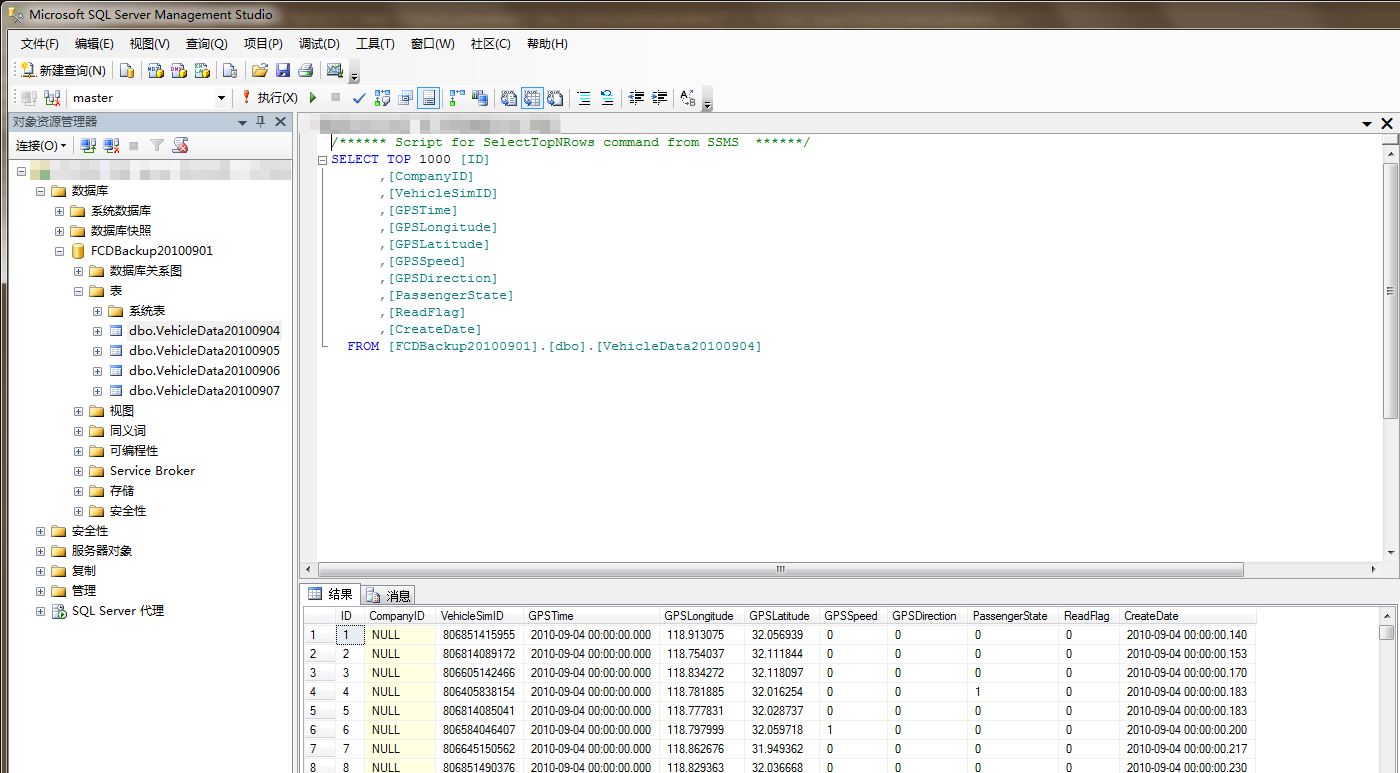 Microsoft SQL Server Management Studio
文件(F) 编辑(E) 视图(V) 查询(Q) 项目(P) 调试(D) 工具(T) 窗口(W) 社区(C) 帮助(H)
新建查询(N)
master 执行(X)
对象资源管理器
连接(O)
数据库
系统数据库
数据库快照
FCDBackup20100901
数据库关系图
表
系统表
dbo.VehicleData20100904
dbo.VehicleData20100905
dbo.VehicleData20100906
dbo.VehicleData20100907
视图
同义词
可编程性
Service Broker
存储
安全性
安全性
服务器对象
复制
管理
SQL Server 代理
/****** Script for SelectTopNRows command from SSMS ******/
SELECT TOP 1000 [ID]
,[CompanyID]
,[VehicleSimID]
,[GPSTime]
,[GPSLongitude]
,[GPSLatitude]
,[GPSSpeed]
,[GPSDirection]
,[PassengerState]
,[ReadFlag]
,[CreateDate]
FROM [FCDBackup20100901].[dbo].[VehicleData20100904]
结果 消息
ID CompanyID VehicleSimID GPSTime GPSLongitude GPSLatitude GPSSpeed GPSDirection PassengerState ReadFlag CreateDate
1 1 NULL 806851415955 2010-09-04 00:00:00.000 118.913075 32.056939 0 0 0 0 2010-09-04 00:00:00.140
2 2 NULL 806814089172 2010-09-04 00:00:00.000 118.754037 32.111844 0 0 0 0 2010-09-04 00:00:00.153
3 3 NULL 806605142466 2010-09-04 00:00:00.000 118.834272 32.118097 0 0 0 0 2010-09-04 00:00:00.170
4 4 NULL 806405838154 2010-09-04 00:00:00.000 118.781885 32.016254 0 0 1 0 2010-09-04 00:00:00.183
5 5 NULL 806814085041 2010-09-04 00:00:00.000 118.777831 32.028737 0 0 0 0 2010-09-04 00:00:00.183
6 6 NULL 806584046407 2010-09-04 00:00:00.000 118.797999 32.059718 1 0 0 0 2010-09-04 00:00:00.200
7 7 NULL 806645150562 2010-09-04 00:00:00.000 118.862676 31.949362 0 0 0 0 2010-09-04 00:00:00.217
8 8 NULL 806851490376 2010-09-04 00:00:00.000 118.829363 32.036668 0 0 0 0 2010-09-04 00:00:00.230